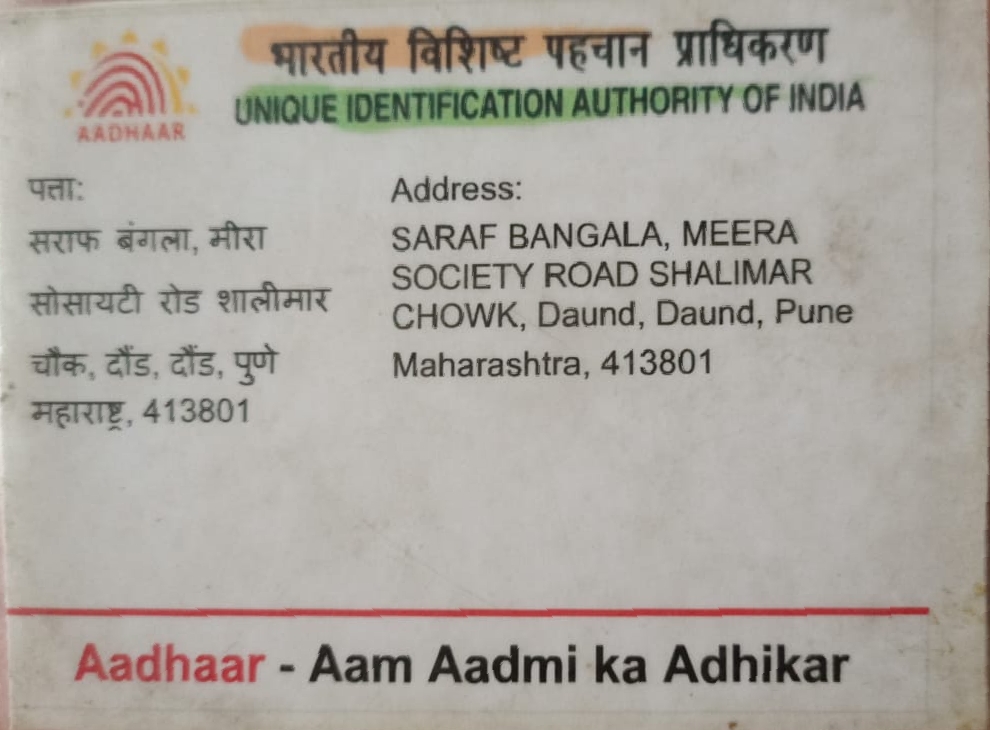 भारतीय विशिष्ट पहचान प्राधिकरण
UNIQUE IDENTIFICATION AUTHORITY OF INDIA
AADHAAR
पत्ता:
सराफ बंगला, मीरा
सोसायटी रोड शालीमार
चौक, दौंड, दौंड, पुणे
महाराष्ट्र, 413801
Address:
SARAF BANGALA, MEERA
SOCIETY ROAD SHALIMAR
CHOWK, Daund, Daund, Pune
Maharashtra, 413801
Aadhaar - Aam Aadmi ka Adhikar